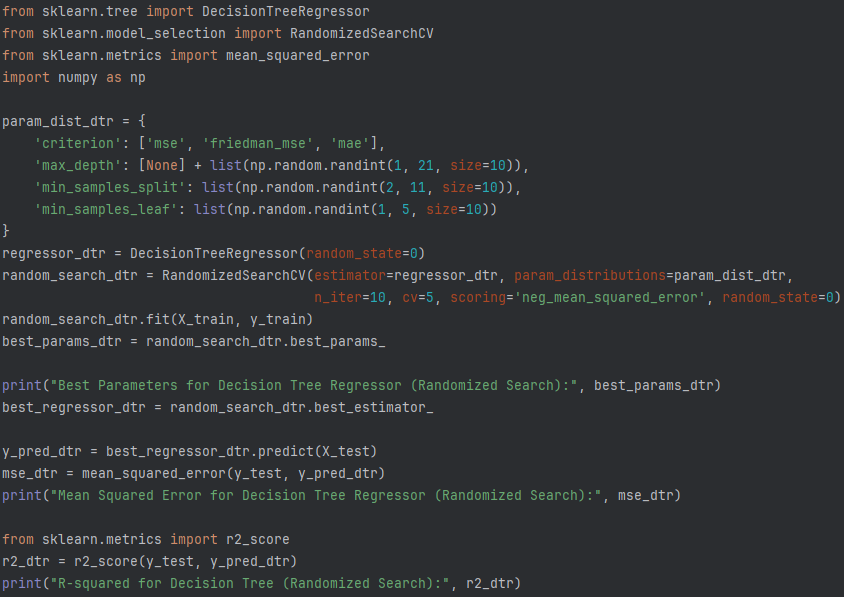 from sklearn.tree import DecisionTreeRegressor
from sklearn.model_selection import RandomizedSearchCV
from sklearn.metrics import mean_squared_error
import numpy as np

param_dist_dtr = {
    'criterion': ['mse', 'friedman_mse', 'mae'],
    'max_depth': [None] + list(np.random.randint(1, 21, size=10)),
    'min_samples_split': list(np.random.randint(2, 11, size=10)),
    'min_samples_leaf': list(np.random.randint(1, 5, size=10))
}
regressor_dtr = DecisionTreeRegressor(random_state=0)
random_search_dtr = RandomizedSearchCV(estimator=regressor_dtr, param_distributions=param_dist_dtr,
                                       n_iter=10, cv=5, scoring='neg_mean_squared_error', random_state=0)
random_search_dtr.fit(X_train, y_train)
best_params_dtr = random_search_dtr.best_params_

print("Best Parameters for Decision Tree Regressor (Randomized Search):", best_params_dtr)
best_regressor_dtr = random_search_dtr.best_estimator_

y_pred_dtr = best_regressor_dtr.predict(X_test)
mse_dtr = mean_squared_error(y_test, y_pred_dtr)
print("Mean Squared Error for Decision Tree Regressor (Randomized Search):", mse_dtr)

from sklearn.metrics import r2_score
r2_dtr = r2_score(y_test, y_pred_dtr)
print("R-squared for Decision Tree (Randomized Search):", r2_dtr)